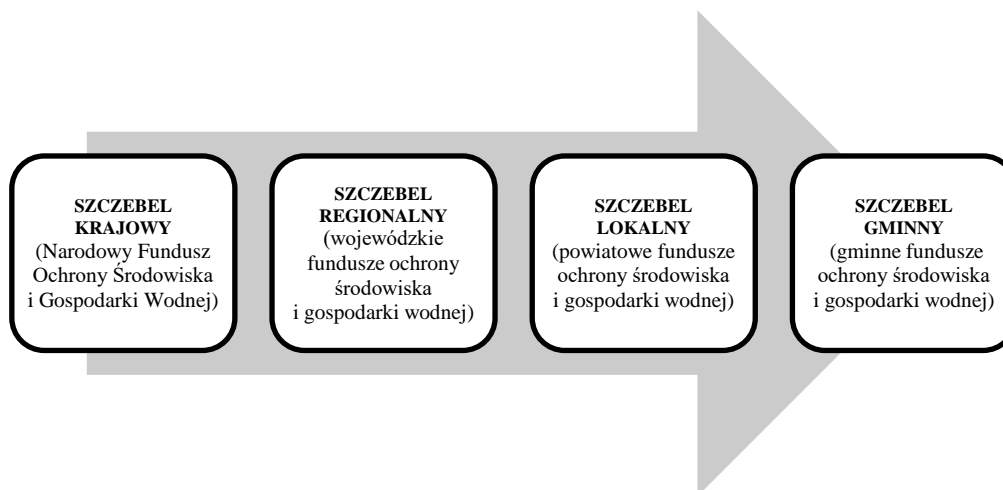 SZCZEBEL
KRAJOWY
(Narodowy Fundusz
Ochrony Środowiska
i Gospodarki Wodnej)
SZCZEBEL
REGIONALNY
(wojewódzkie
fundusze ochrony
środowiska
i gospodarki wodnej)
SZCZEBEL
LOKALNY
(powiatowe fundusze
ochrony środowiska
i gospodarki wodnej)
SZCZEBEL
GMINNY
(gminne fundusze
ochrony środowiska
i gospodarki wodnej)